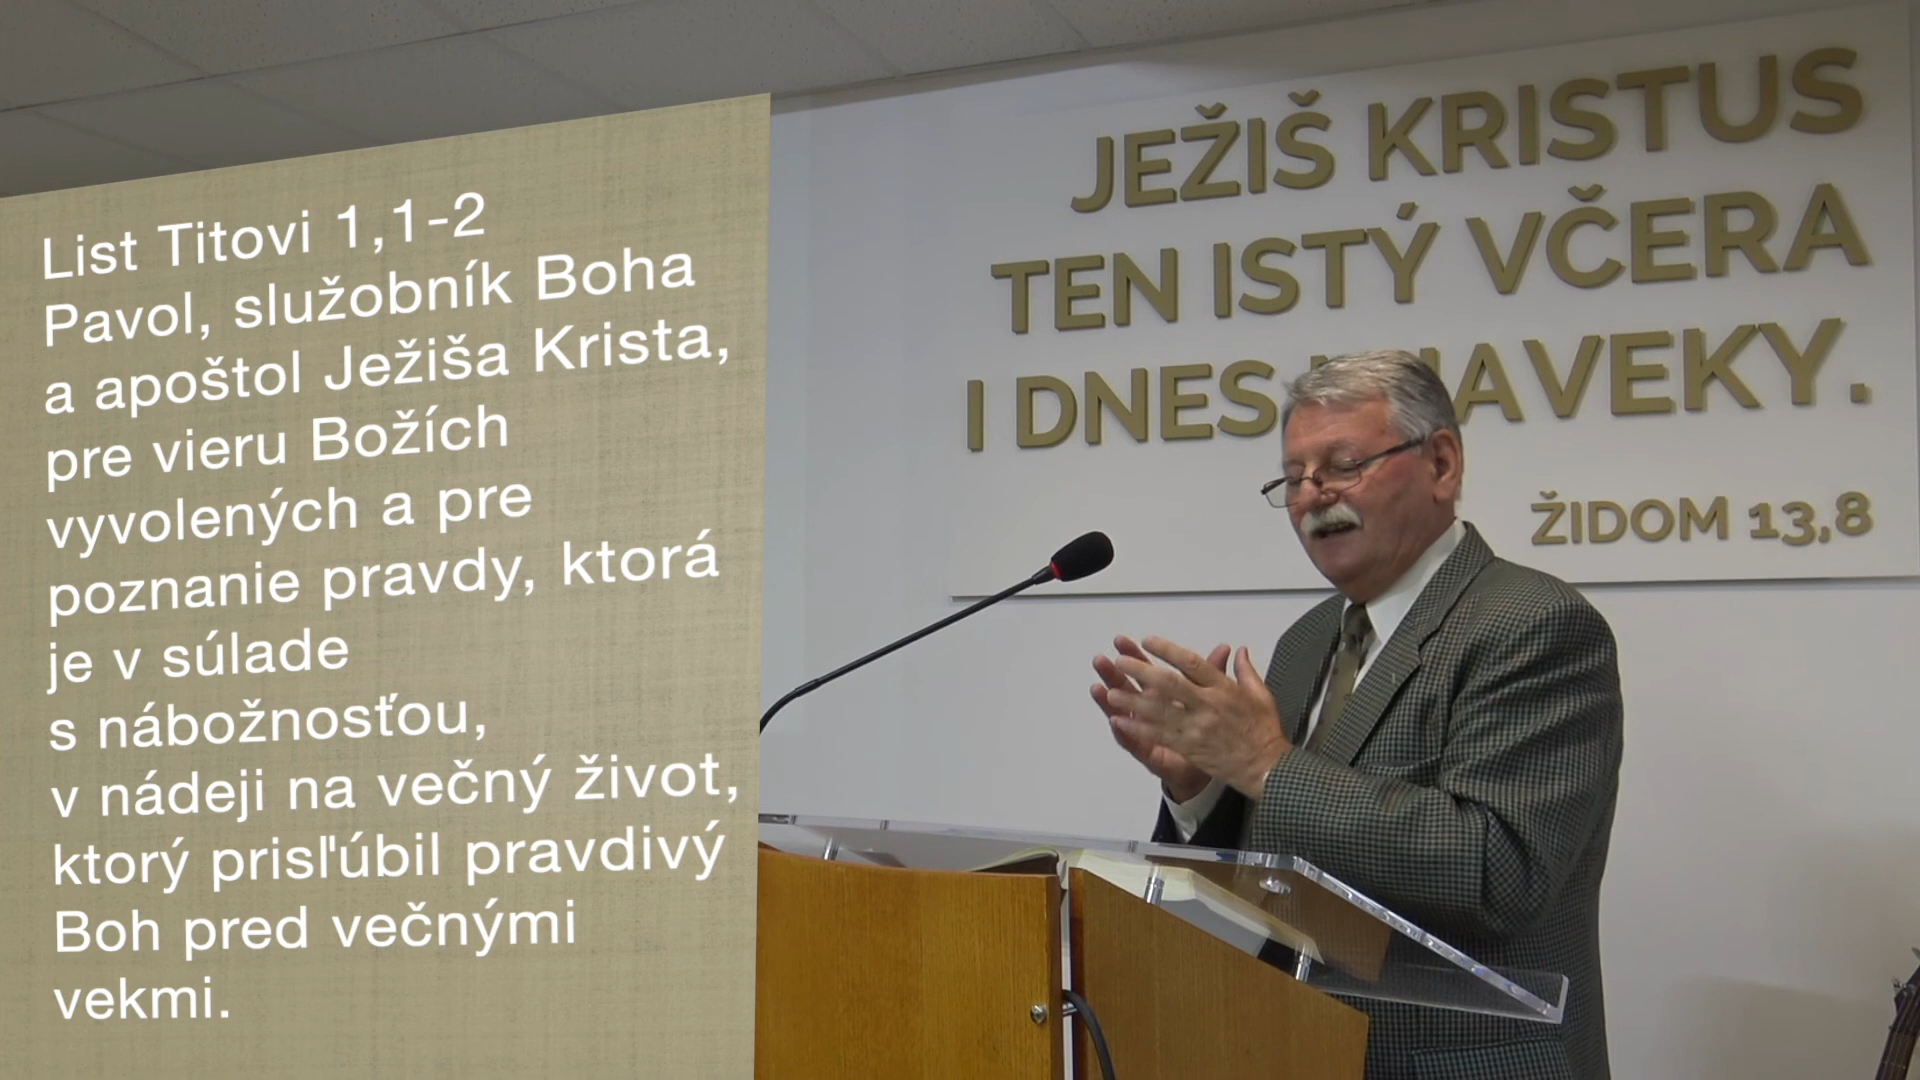 List Titovi 1,1-2
Pavol, služobník Boha
a apoštol Ježiša Krista,
pre vieru Božích
vyvolených a pre
poznanie pravdy, ktorá
je v súlade
s nábožnosťou,
v nádeji na večný život,
ktorý prisľúbil pravdivý
Boh pred večnými
vekmi.
JEŽIŠ KRISTUS
TEN ISTÝ VČERA
I DNES AVEKY.
ŽIDOM 13,8